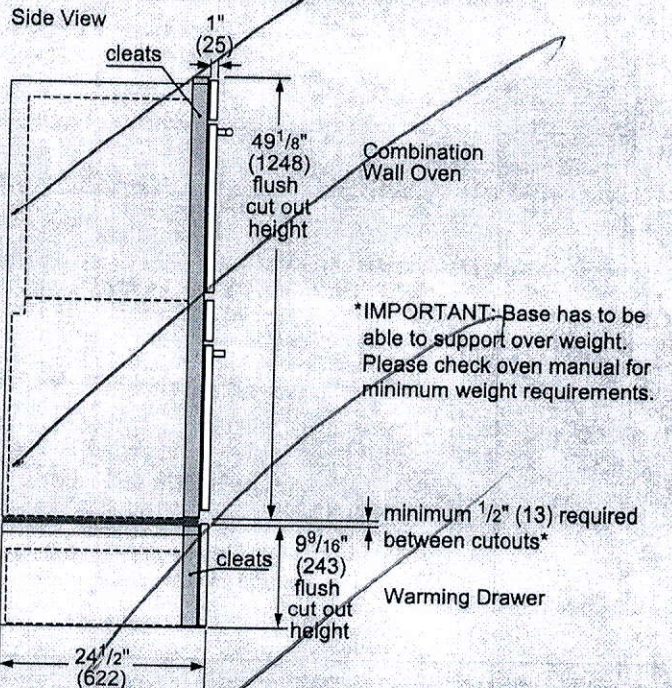 Side View
1"
(25)
cleats
49 1/8"
(1248)
flush
cut out
height
Combination
Wall Oven
*IMPORTANT: Base has to be
able to support over weight.
Please check oven manual for
minimum weight requirements.
minimum 1/2" (13) required
between cutouts*
cleats
9 9/16"
(243)
flush
cut out
height
Warming Drawer
24 1/2"
(622)